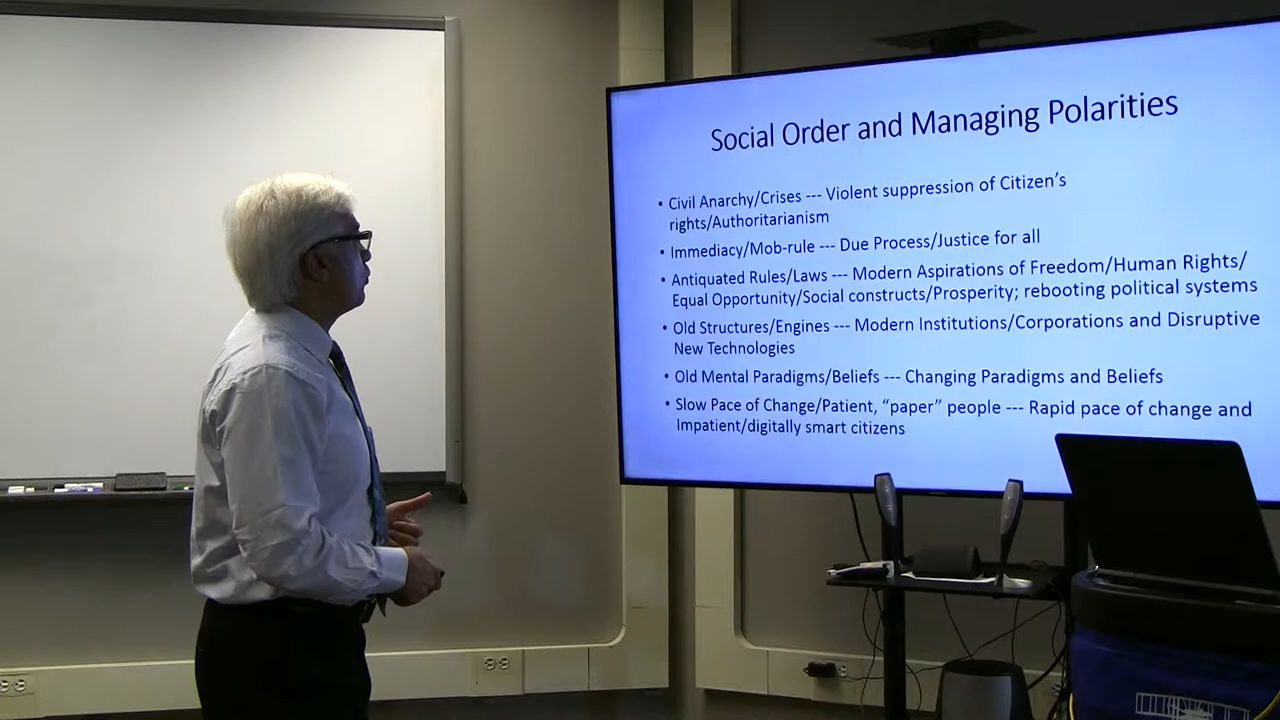 Social Order and Managing Polarities
• Civil Anarchy/Crises --- Violent suppression of Citizen's
rights/Authoritarianism
• Immediacy/Mob-rule --- Due Process/Justice for all
• Antiquated Rules/Laws --- Modern Aspirations of Freedom/Human Rights/
Equal Opportunity/Social constructs/Prosperity; rebooting political systems
• Old Structures/Engines --- Modern Institutions/Corporations and Disruptive
New Technologies
• Old Mental Paradigms/Beliefs --- Changing Paradigms and Beliefs
• Slow Pace of Change/Patient, “paper” people --- Rapid pace of change and
Impatient/digitally smart citizens